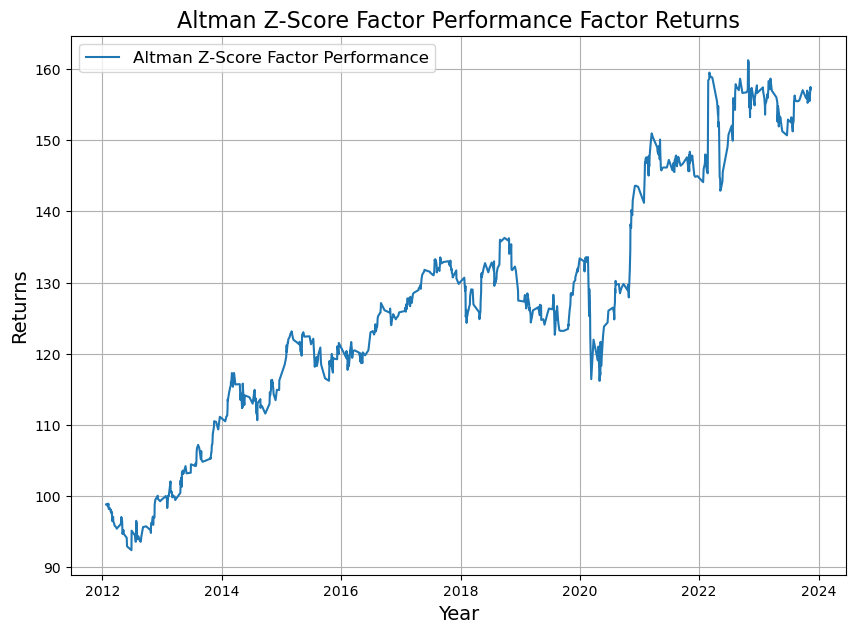 Altman Z-Score Factor Performance Factor Returns
Altman Z-Score Factor Performance
Returns
160
150
140
130
120
110
100
90
2012 2014 2016 2018 2020 2022 2024
Year